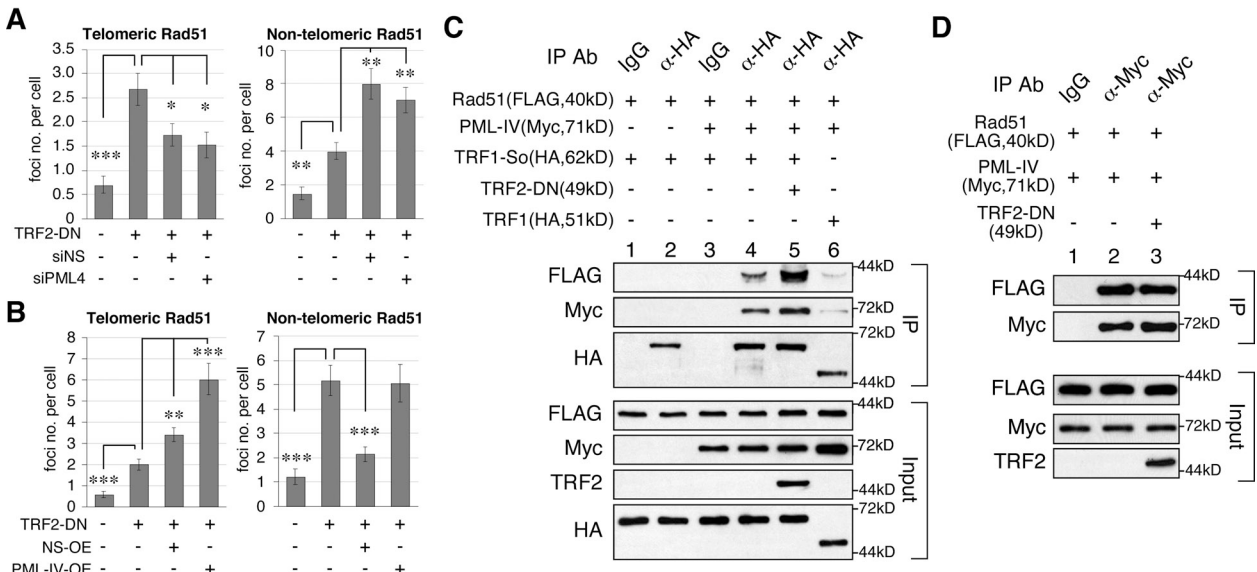 A
Telomeric Rad51
Non-telomeric Rad51
foci no. per cell
3.5
3.0
2.5
2.0
1.5
1.0
0.5
0
***
*
*
foci no. per cell
10
8
6
4
2
0
**
**
**
TRF2-DN - + + + - + + +
siNS - - + - - - + -
siPML4 - - - + - - - +
B
Telomeric Rad51
Non-telomeric Rad51
foci no. per cell
8
7
6
5
4
3
2
1
0
***
**
***
foci no. per cell
7
6
5
4
3
2
1
0
***
***
TRF2-DN - + + + - + + +
NS-OE - - + - - - + -
PML-IV-OE - - - + - - - +
C
IP Ab IgG α-HA IgG α-HA α-HA α-HA
Rad51(FLAG,40kD) + + + + + +
PML-IV(Myc,71kD) - - + + + +
TRF1-So(HA,62kD) + + + + + -
TRF2-DN(49kD) - - - - + -
TRF1(HA,51kD) - - - - - +
1 2 3 4 5 6
FLAG 44kD
Myc 72kD
HA 72kD
44kD
IP
FLAG 44kD
Myc 72kD
TRF2 44kD
HA 72kD
44kD
Input
D
IP Ab IgG α-Myc α-Myc
Rad51
(FLAG,40kD) + + +
PML-IV
(Myc,71kD) + + +
TRF2-DN
(49kD) - - +
1 2 3
FLAG 44kD
Myc 72kD
IP
FLAG 44kD
Myc 72kD
TRF2 44kD
Input